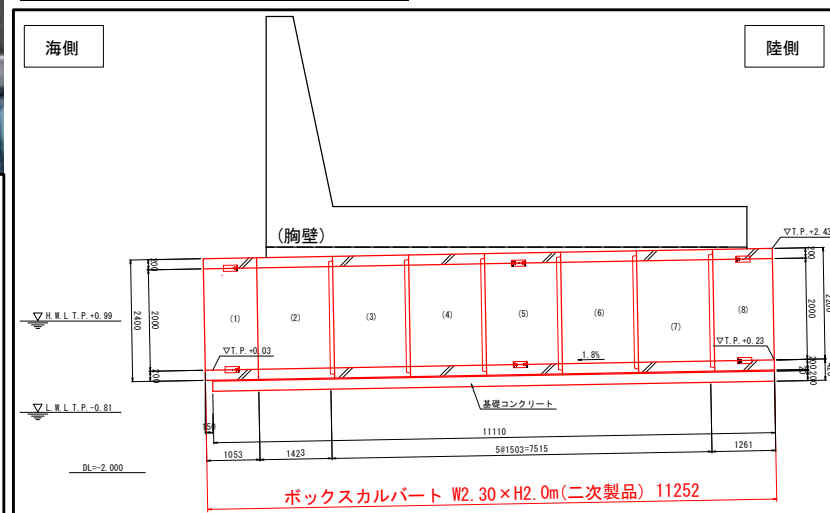 海側
陸側
(胸壁)
▽T.P.+2.43
200
200
2400
2000
2000
(1)
(2)
(3)
(4)
(5)
(6)
(7)
(8)
▽H.W.L T.P.+0.99
▽T.P.+0.03
▽T.P.+0.23
1.8%
200
基礎コンクリート
▽L.W.L T.P.-0.81
150
11110
1053
1423
5@1503=7515
1261
DL=-2.000
ボックスカルバート W2.30×H2.0m(二次製品) 11252